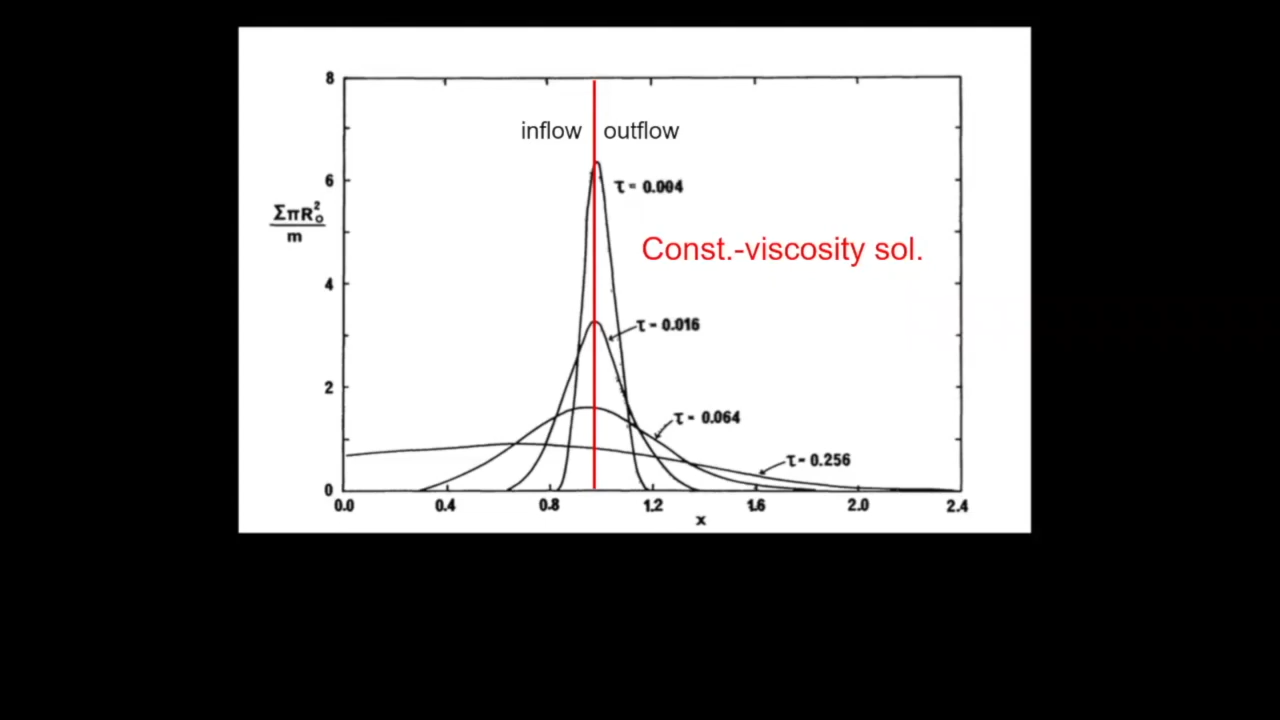 8
inflow outflow
6
τ = 0.004
ΣπR₀²
m
Const.-viscosity sol.
4
τ - 0.016
2
τ - 0.064
τ - 0.256
0
0.0 0.4 0.8 1.2 1.6 2.0 2.4
x